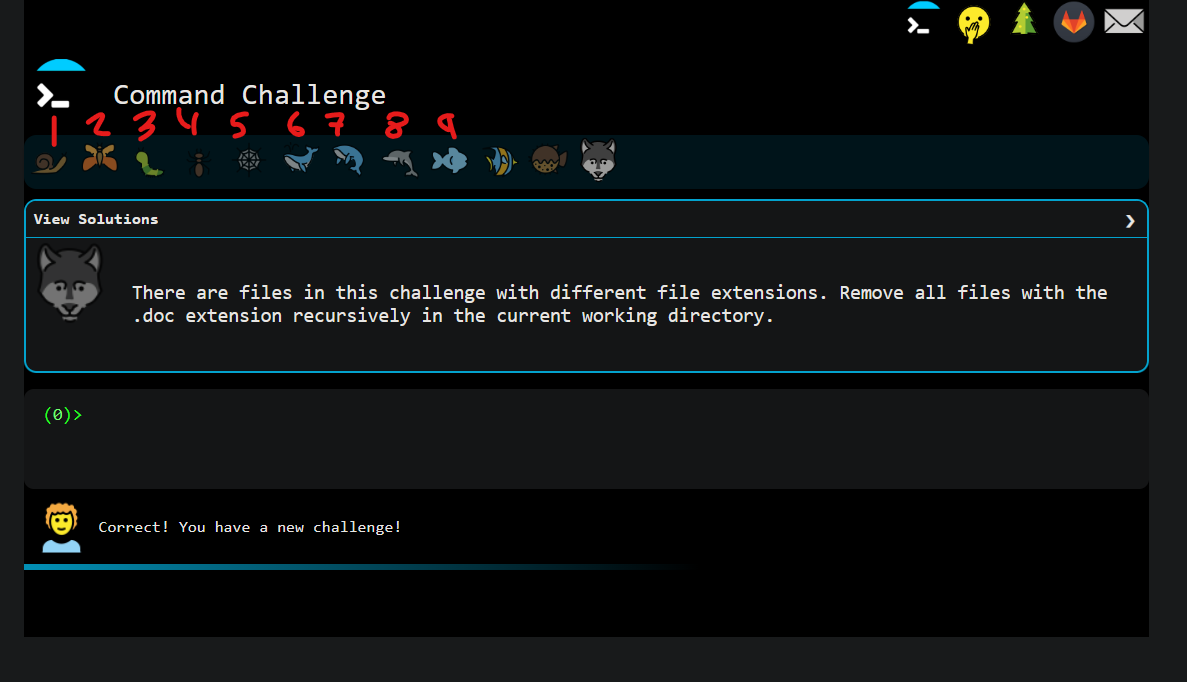 Command Challenge
1 2 3 4 5 6 7 8 9
View Solutions ❯
There are files in this challenge with different file extensions. Remove all files with the
.doc extension recursively in the current working directory.
(0)>
Correct! You have a new challenge!